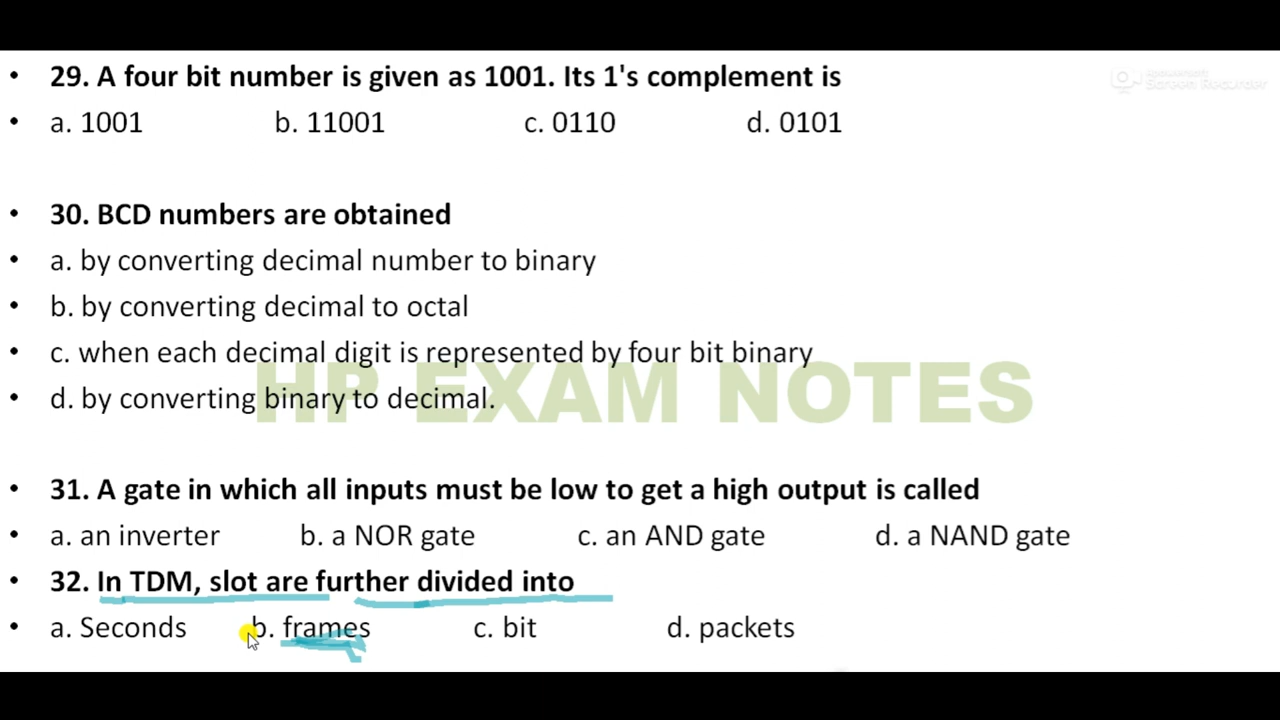 • 29. A four bit number is given as 1001. Its 1's complement is
• a. 1001 b. 11001 c. 0110 d. 0101
• 30. BCD numbers are obtained
• a. by converting decimal number to binary
• b. by converting decimal to octal
• c. when each decimal digit is represented by four bit binary
• d. by converting binary to decimal.
HP EXAM NOTES
• 31. A gate in which all inputs must be low to get a high output is called
• a. an inverter b. a NOR gate c. an AND gate d. a NAND gate
• 32. In TDM, slot are further divided into
• a. Seconds b. frames c. bit d. packets
Screen Recorder